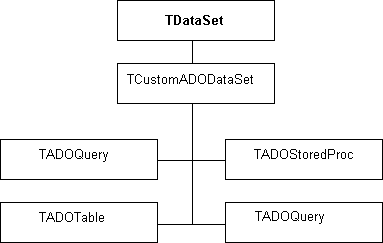 TDataSet
TCustomADODataSet
TADOQuery
TADOStoredProc
TADOTable
TADOQuery